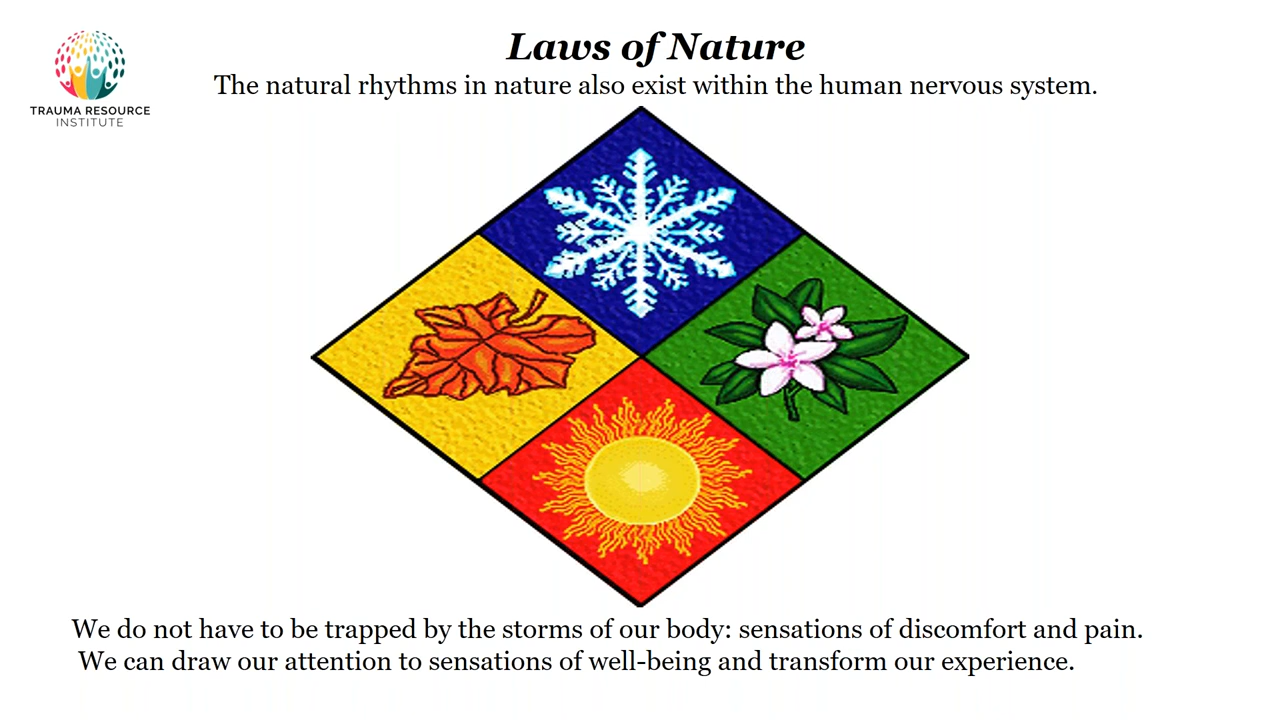 Laws of Nature
The natural rhythms in nature also exist within the human nervous system.
TRAUMA RESOURCE
INSTITUTE
We do not have to be trapped by the storms of our body: sensations of discomfort and pain.
We can draw our attention to sensations of well-being and transform our experience.